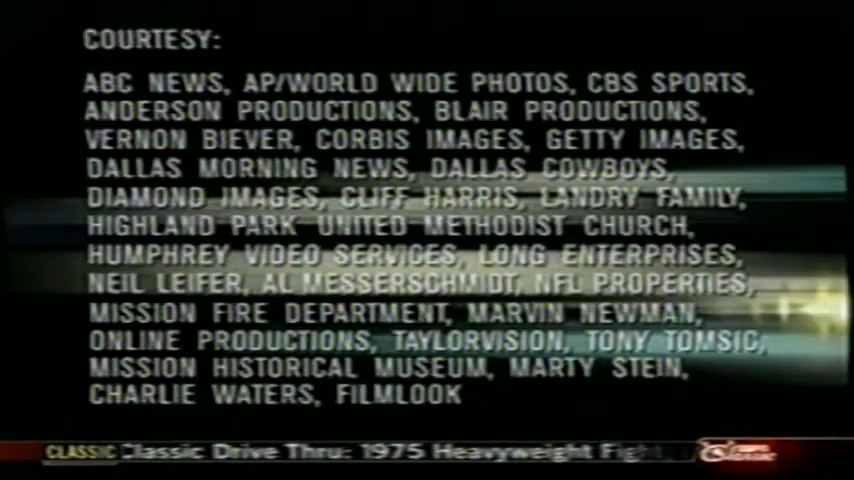 COURTESY:
ABC NEWS, AP/WORLD WIDE PHOTOS, CBS SPORTS,
ANDERSON PRODUCTIONS, BLAIR PRODUCTIONS,
VERNON BIEVER, CORBIS IMAGES, GETTY IMAGES,
DALLAS MORNING NEWS, DALLAS COWBOYS,
DIAMOND IMAGES, CLIFF HARRIS, LANDRY FAMILY,
HIGHLAND PARK UNITED METHODIST CHURCH,
HUMPHREY VIDEO SERVICES, LONG ENTERPRISES,
NEIL LEIFER, AL MESSERSCHMIDT, NFL PROPERTIES,
MISSION FIRE DEPARTMENT, MARVIN NEWMAN,
ONLINE PRODUCTIONS, TAYLORVISION, TONY TOMSIC,
MISSION HISTORICAL MUSEUM, MARTY STEIN,
CHARLIE WATERS, FILMLOOK
CLASSIC Classic Drive Thru: 1975 Heavyweight Fight Classic